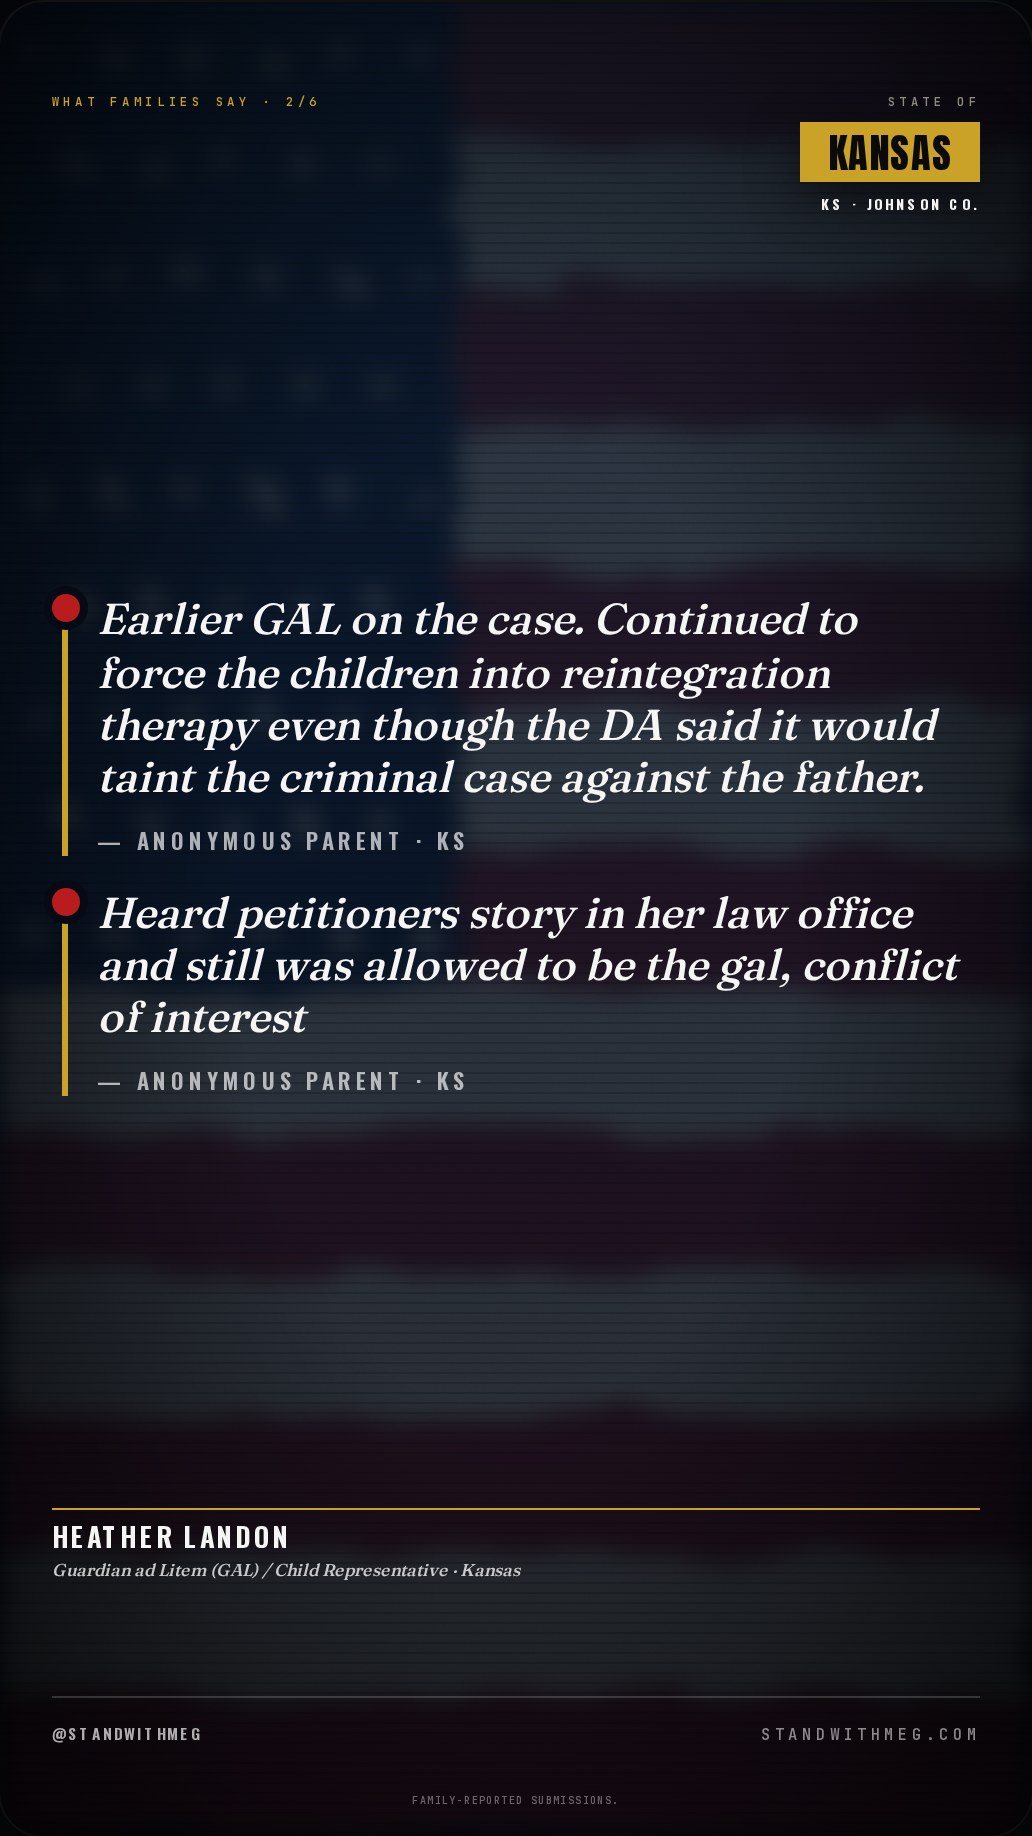 WHAT FAMILIES SAY · 2/6
STATE OF
KANSAS
KS · JOHNSON CO.
Earlier GAL on the case. Continued to
force the children into reintegration
therapy even though the DA said it would
taint the criminal case against the father.
— ANONYMOUS PARENT · KS
Heard petitioners story in her law office
and still was allowed to be the gal, conflict
of interest
— ANONYMOUS PARENT · KS
HEATHER LANDON
Guardian ad Litem (GAL) / Child Representative · Kansas
@STANDWITHMEG
STANDWITHMEG.COM
FAMILY-REPORTED SUBMISSIONS.